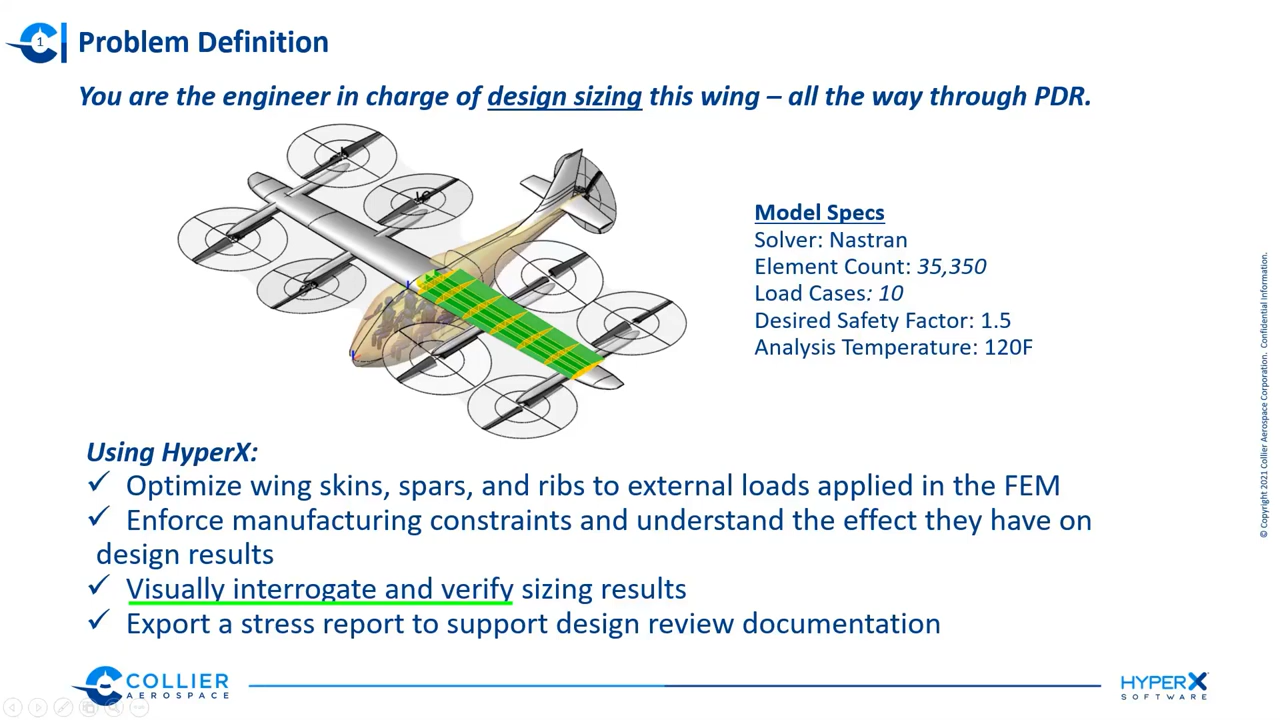 1
Problem Definition
You are the engineer in charge of design sizing this wing – all the way through PDR.
Model Specs
Solver: Nastran
Element Count: 35,350
Load Cases: 10
Desired Safety Factor: 1.5
Analysis Temperature: 120F
Using HyperX:
✓ Optimize wing skins, spars, and ribs to external loads applied in the FEM
✓ Enforce manufacturing constraints and understand the effect they have on
design results
✓ Visually interrogate and verify sizing results
✓ Export a stress report to support design review documentation
© Copyright 2021 Collier Aerospace Corporation. Confidential Information.
COLLIER
AEROSPACE
HYPERX
SOFTWARE